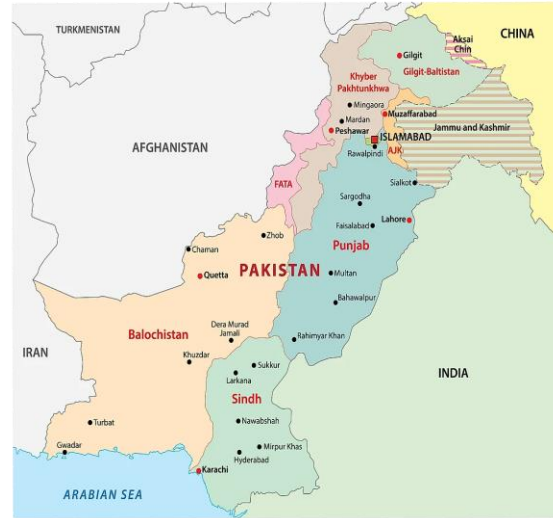 TURKMENISTAN
CHINA
Aksai
Chin
Gilgit
Gilgit-Baltistan
Khyber
Pakhtunkhwa
Mingaora
Mardan
Muzaffarabad
Jammu and Kashmir
Peshawar
ISLAMABAD
AFGHANISTAN
Rawalpindi
AJK
FATA
Sialkot
Sargodha
Lahore
Faisalabad
Zhob
Punjab
Chaman
PAKISTAN
Quetta
Multan
Bahawalpur
Balochistan
Dera Murad
Jamali
Rahimyar Khan
IRAN
Khuzdar
Sukkur
INDIA
Larkana
Sindh
Turbat
Nawabshah
Gwadar
Mirpur Khas
Hyderabad
Karachi
ARABIAN SEA